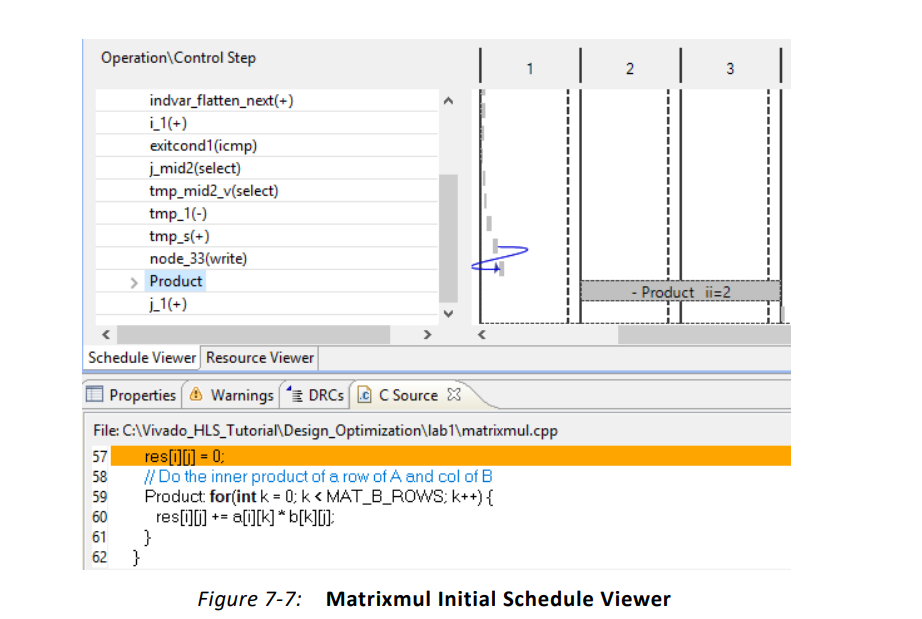 Operation\Control Step
1 2 3
indvar_flatten_next(+)
i_1(+)
exitcond1(icmp)
j_mid2(select)
tmp_mid2_v(select)
tmp_1(-)
tmp_s(+)
node_33(write)
Product
- Product ii=2
j_1(+)
Schedule Viewer Resource Viewer
Properties Warnings DRCs C Source
File: C:\Vivado_HLS_Tutorial\Design_Optimization\lab1\matrixmul.cpp
57 res[i][j] = 0;
58 // Do the inner product of a row of A and col of B
59 Product: for(int k = 0; k < MAT_B_ROWS; k++) {
60 res[i][j] += a[i][k] * b[k][j];
61 }
62 }
Figure 7-7: Matrixmul Initial Schedule Viewer